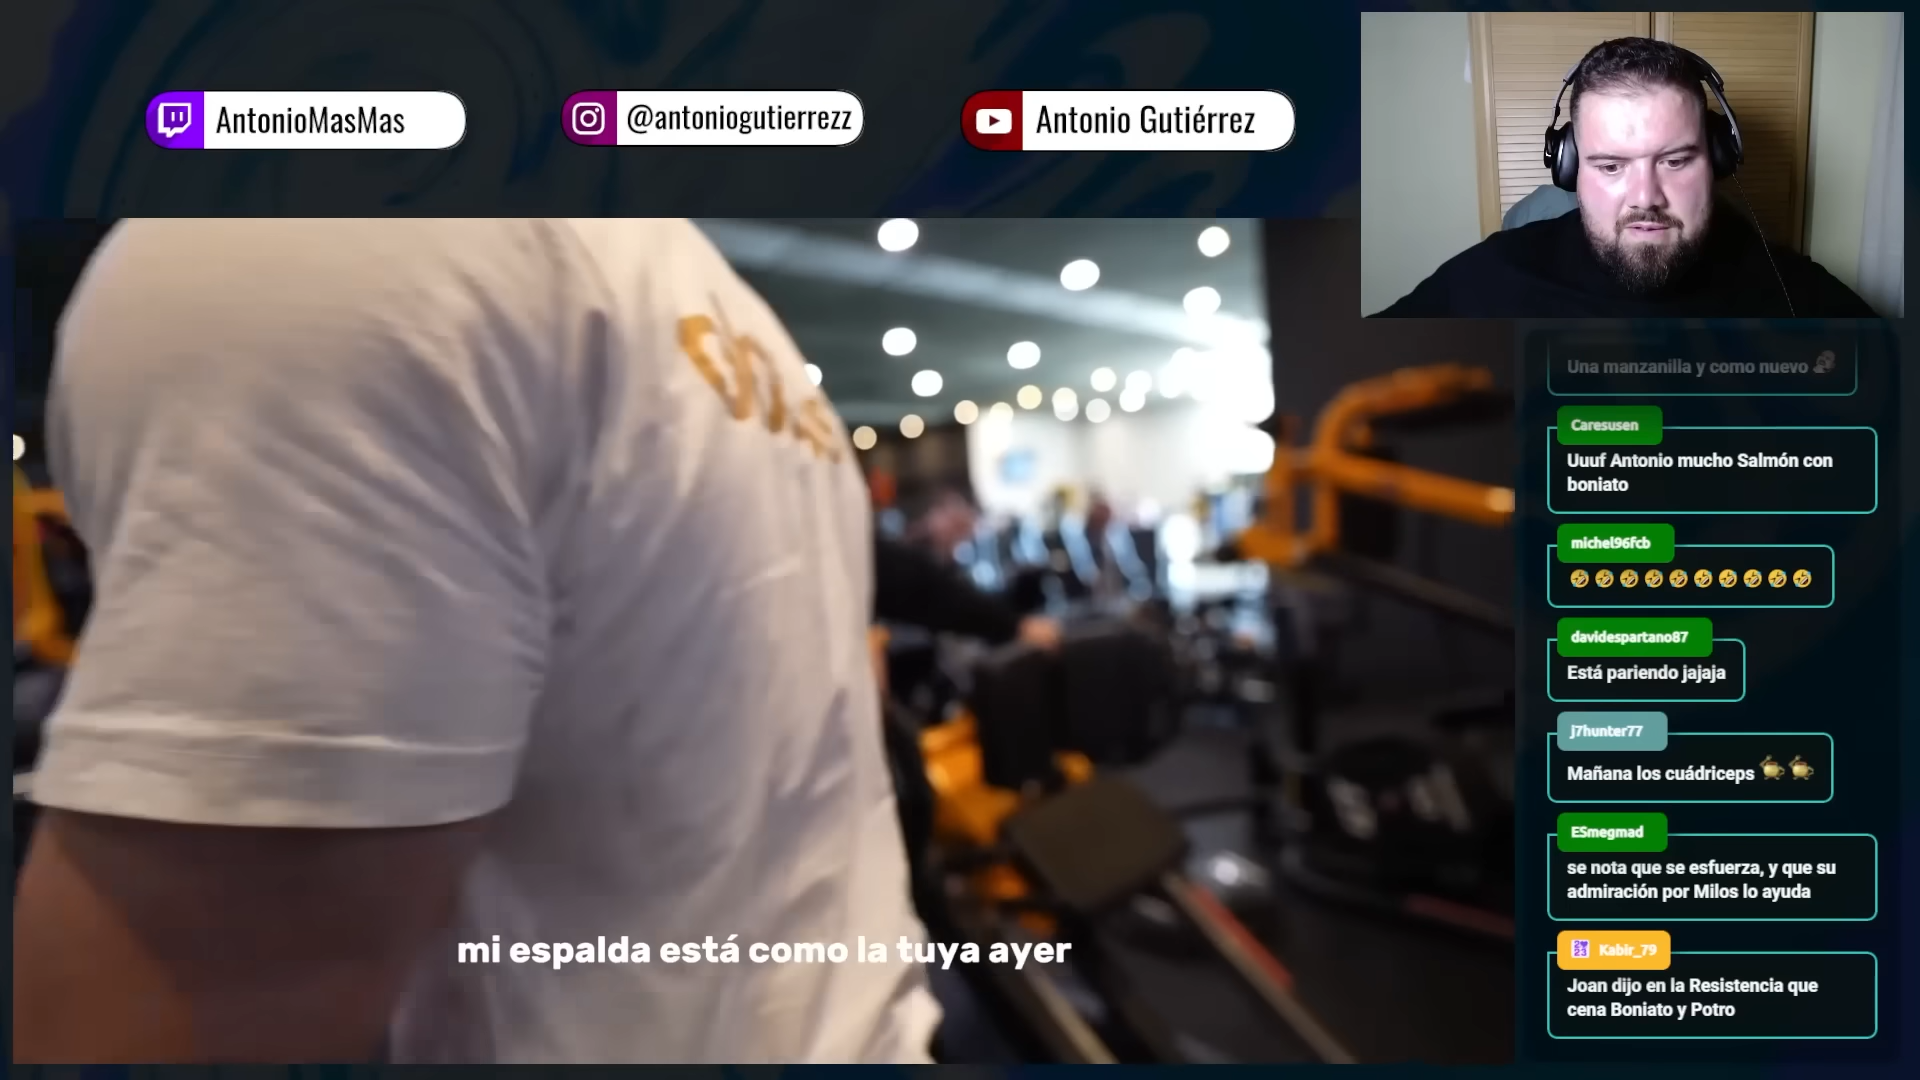 AntonioMasMas
@antoniogutierrezz
Antonio Gutiérrez
mi espalda está como la tuya ayer
Una manzanilla y como nuevo
Caresusen
Uuuf Antonio mucho Salmón con
boniato
michel96fcb
davidespartano87
Está pariendo jajaja
j7hunter77
Mañana los cuádriceps
ESmegmad
se nota que se esfuerza, y que su
admiración por Milos lo ayuda
Kabir_79
Joan dijo en la Resistencia que
cena Boniato y Potro